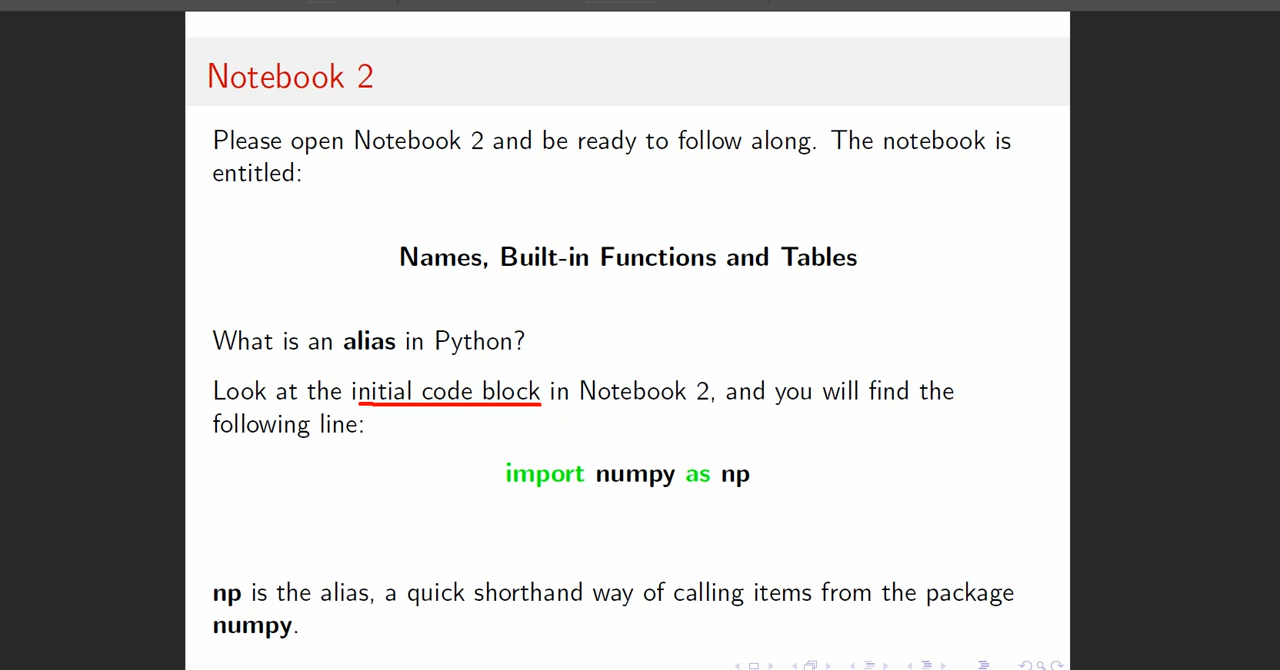 Notebook 2
Please open Notebook 2 and be ready to follow along. The notebook is
entitled:
Names, Built-in Functions and Tables
What is an alias in Python?
Look at the initial code block in Notebook 2, and you will find the
following line:
import numpy as np
np is the alias, a quick shorthand way of calling items from the package
numpy.